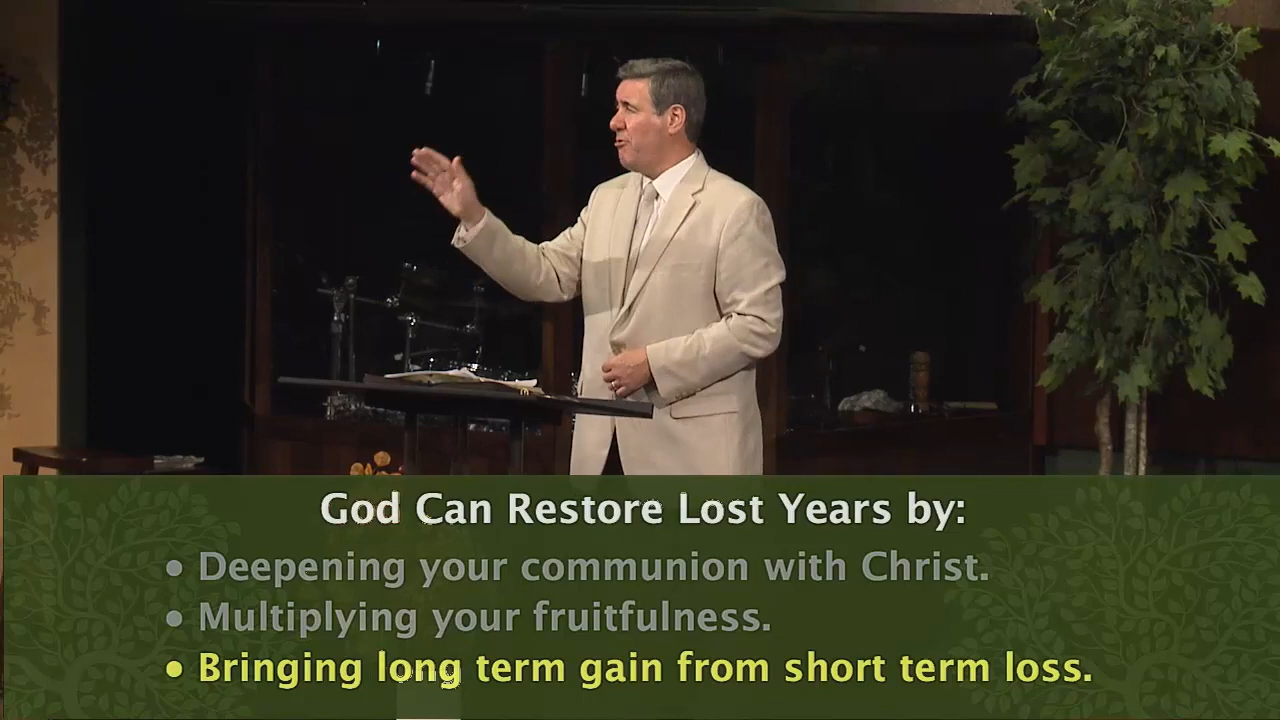 God Can Restore Lost Years by:
• Deepening your communion with Christ.
• Multiplying your fruitfulness.
• Bringing long term gain from short term loss.